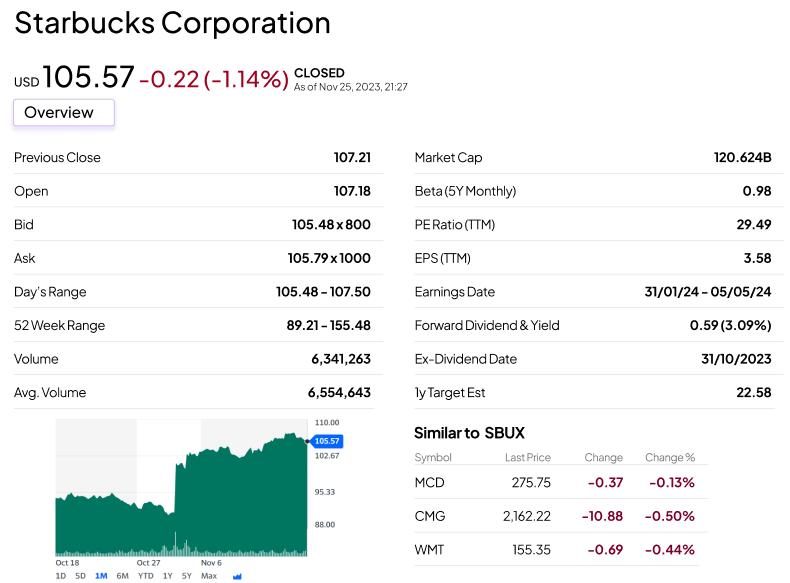 Starbucks Corporation
USD 105.57 -0.22 (-1.14%) CLOSED
As of Nov 25, 2023, 21:27
Overview
Previous Close 107.21
Open 107.18
Bid 105.48 x 800
Ask 105.79 x 1000
Day's Range 105.48 - 107.50
52 Week Range 89.21 - 155.48
Volume 6,341,263
Avg. Volume 6,554,643
Market Cap 120.624B
Beta (5Y Monthly) 0.98
PE Ratio (TTM) 29.49
EPS (TTM) 3.58
Earnings Date 31/01/24 - 05/05/24
Forward Dividend & Yield 0.59 (3.09%)
Ex-Dividend Date 31/10/2023
1y Target Est 22.58
110.00
105.57
102.67
95.33
88.00
Oct 18 Oct 27 Nov 6
1D 5D 1M 6M YTD 1Y 5Y Max
Similar to SBUX
Symbol Last Price Change Change %
MCD 275.75 -0.37 -0.13%
CMG 2,162.22 -10.88 -0.50%
WMT 155.35 -0.69 -0.44%